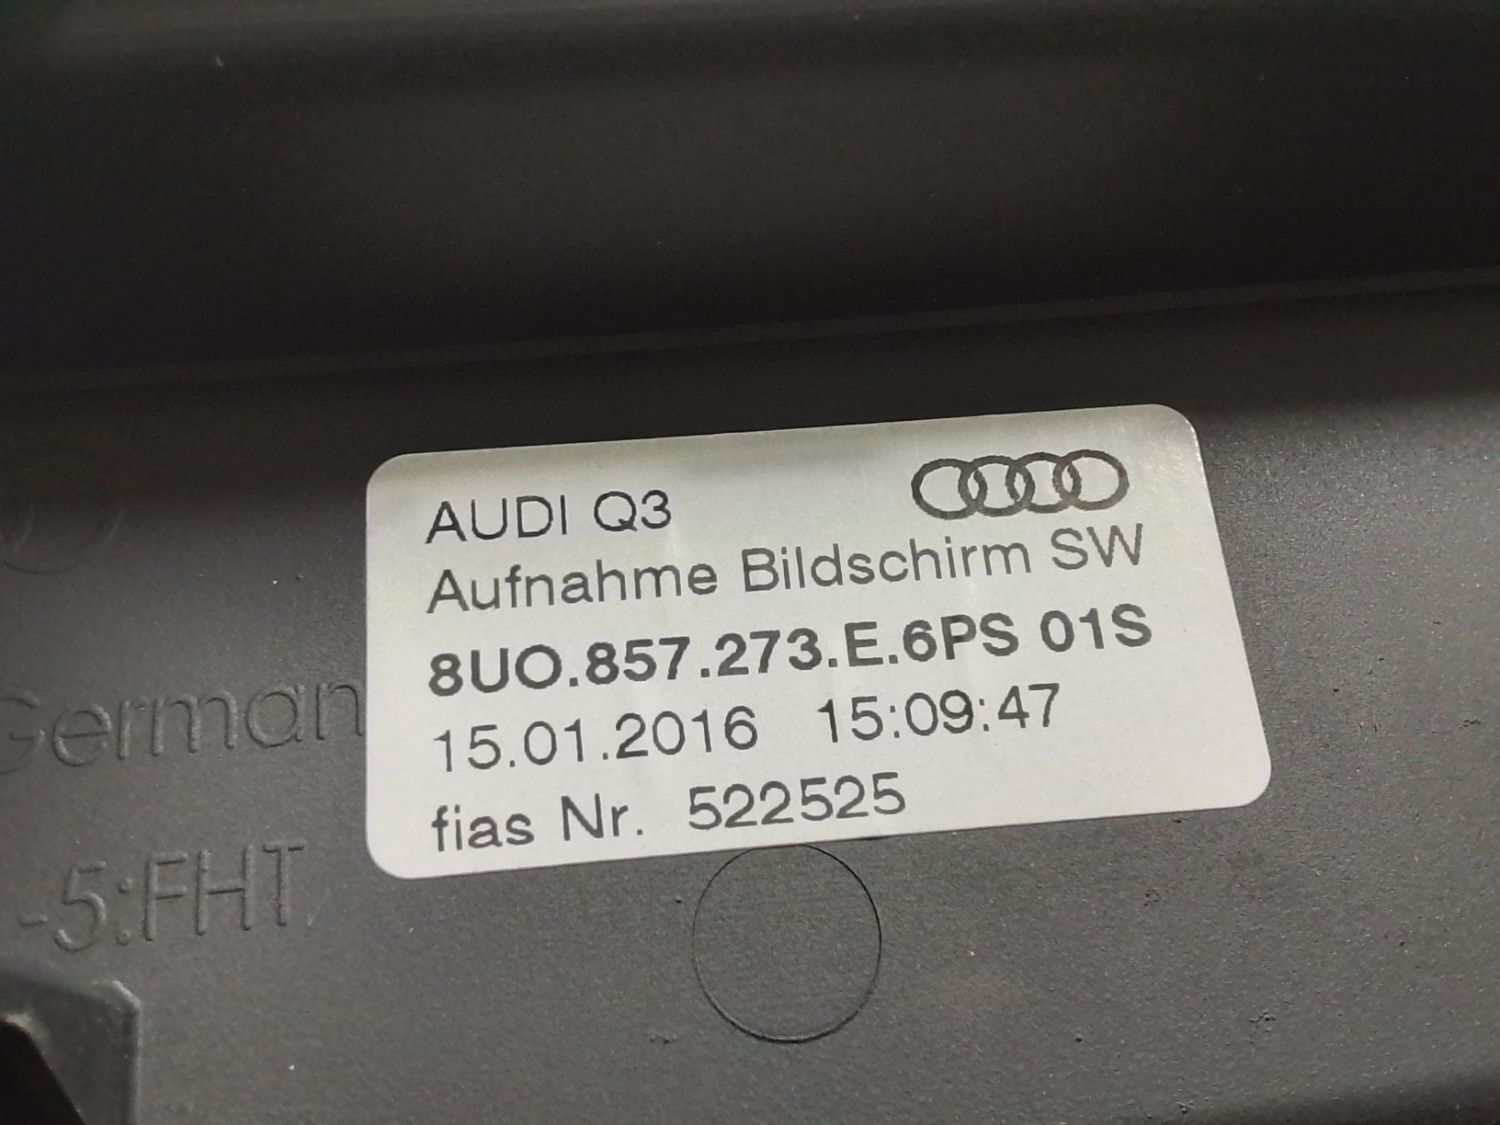 AUDI Q3
Aufnahme Bildschirm SW
8U0.857.273.E.6PS 01S
15.01.2016 15:09:47
fias Nr. 522525
German
-5:FHT